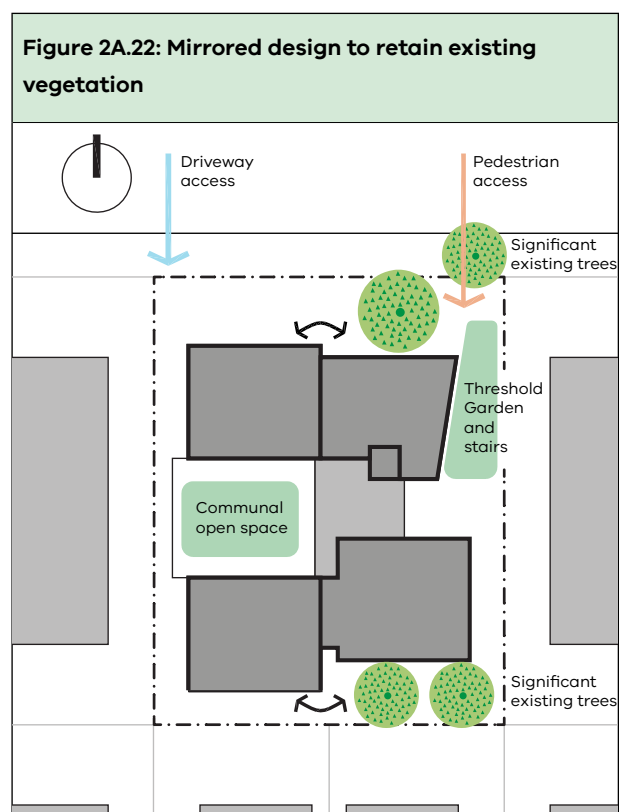 Figure 2A.22: Mirrored design to retain existing
vegetation
Driveway
access
Pedestrian
access
Significant
existing trees
Threshold
Garden
and
stairs
Communal
open space
Significant
existing trees